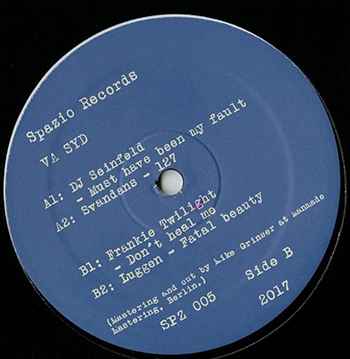 Spazio Records
VA SYD
A1: DJ Seinfeld
- Must have been my fault
A2: Svandans - 127
B1: Frankie Twilight
- Don't heal me
B2: Luggen - Fatal beauty
(Mastering and cut by Mike Grinser at Manmade
Mastering, Berlin.)
SPZ 005
Side B
2017